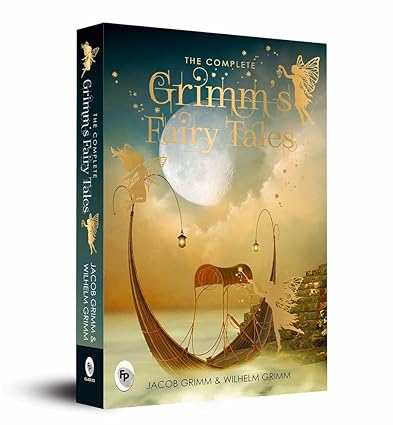 THE COMPLETE
Grimm's
Fairy Tales
JACOB GRIMM & WILHELM GRIMM
THE COMPLETE
Grimm's Fairy Tales
JACOB GRIMM &
WILHELM GRIMM
FP
CLASSICS